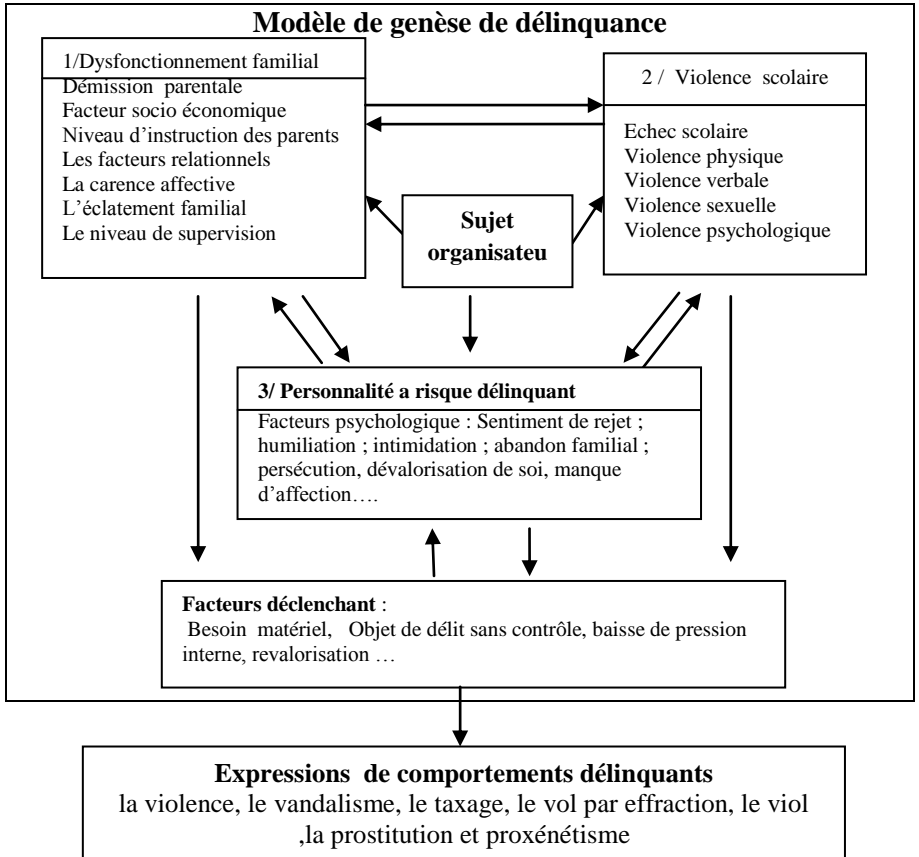 Modèle de genèse de délinquance
1/Dysfonctionnement familial
Démission parentale
Facteur socio économique
Niveau d’instruction des parents
Les facteurs relationnels
La carence affective
L’éclatement familial
Le niveau de supervision
2 / Violence scolaire
Echec scolaire
Violence physique
Violence verbale
Violence sexuelle
Violence psychologique
Sujet
organisateu
3/ Personnalité a risque délinquant
Facteurs psychologique : Sentiment de rejet ;
humiliation ; intimidation ; abandon familial ;
persécution, dévalorisation de soi, manque
d’affection….
Facteurs déclenchant :
Besoin matériel, Objet de délit sans contrôle, baisse de pression
interne, revalorisation …
Expressions de comportements délinquants
la violence, le vandalisme, le taxage, le vol par effraction, le viol
,la prostitution et proxénétisme